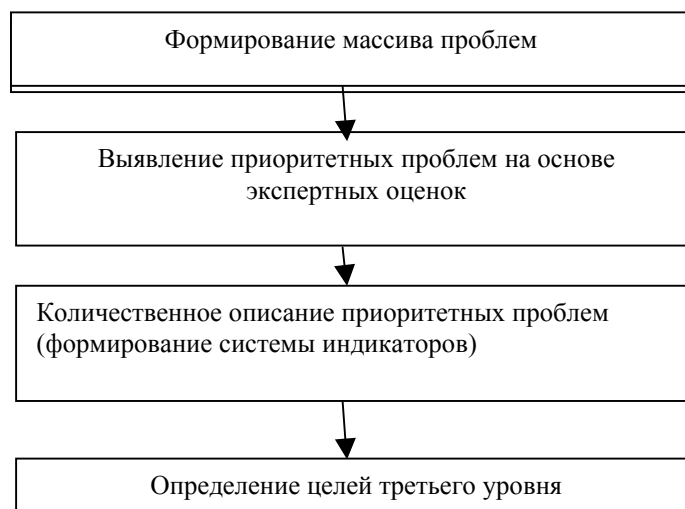 Формирование массива проблем
Выявление приоритетных проблем на основе
экспертных оценок
Количественное описание приоритетных проблем
(формирование системы индикаторов)
Определение целей третьего уровня